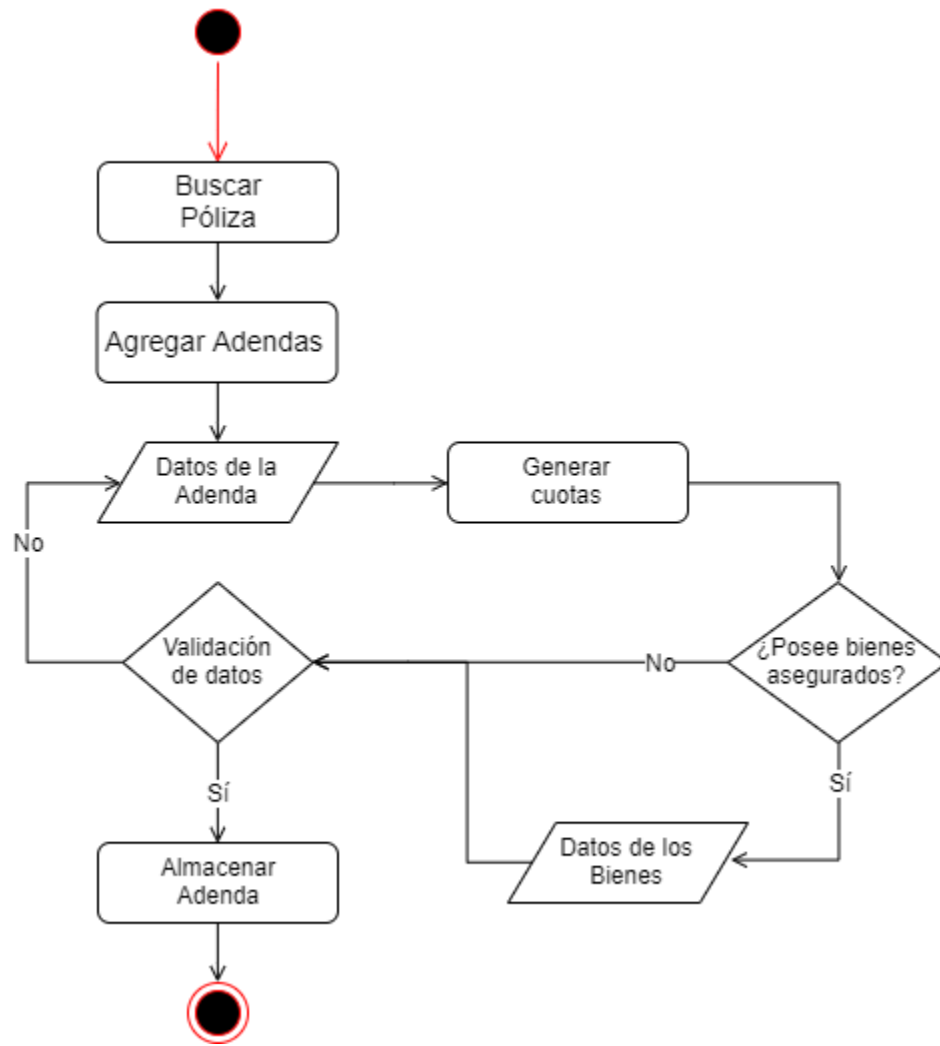 Buscar
Póliza
Agregar Adendas
Datos de la
Adenda
Generar
cuotas
No
Validación
de datos
No
¿Posee bienes
asegurados?
Sí
Sí
Datos de los
Bienes
Almacenar
Adenda